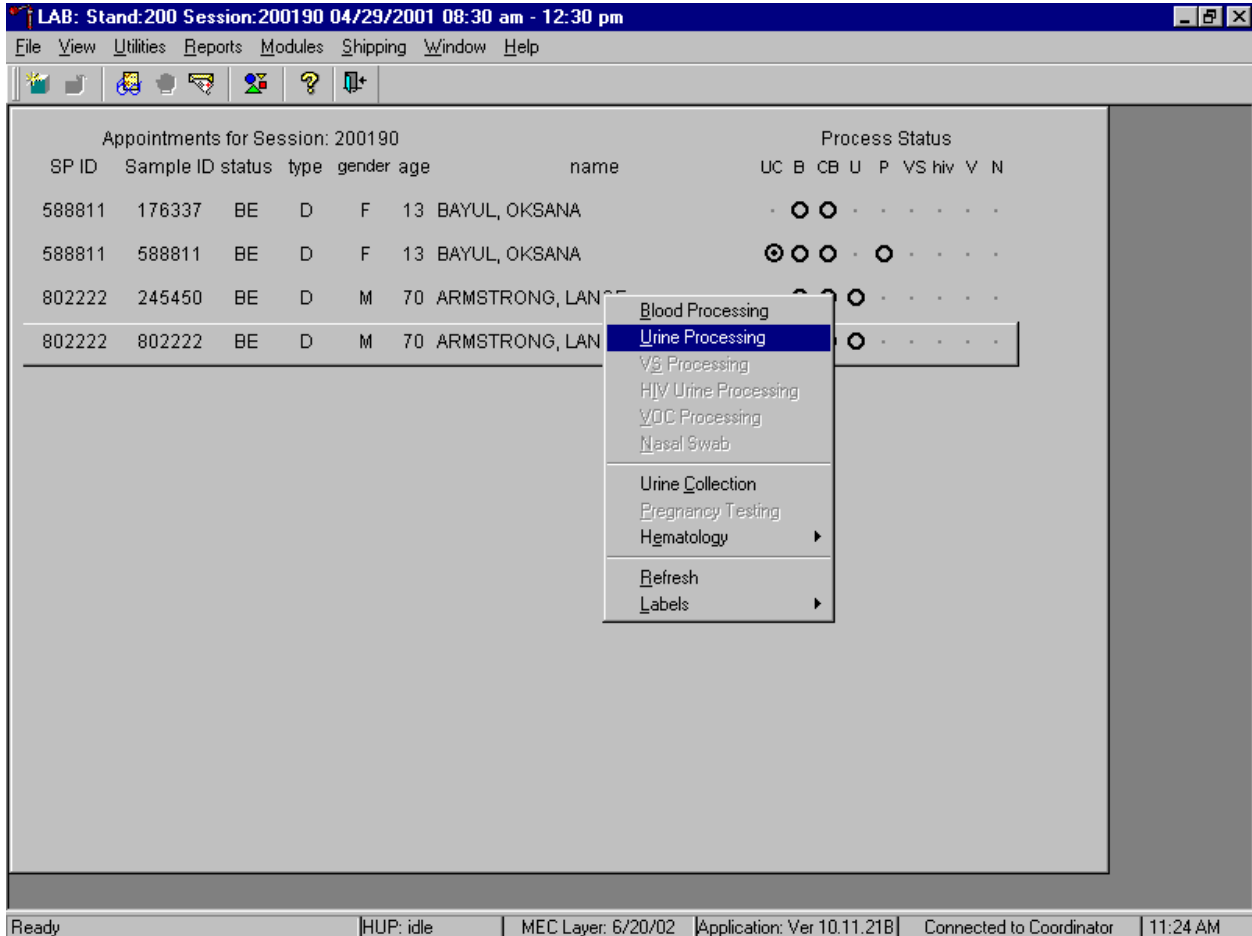 LAB: Stand:200 Session:200190 04/29/2001 08:30 am - 12:30 pm
File View Utilities Reports Modules Shipping Window Help
Appointments for Session: 200190 Process Status
SP ID Sample ID status type gender age name UC B CB U P VS hiv V N
588811 176337 BE D F 13 BAYUL, OKSANA
588811 588811 BE D F 13 BAYUL, OKSANA
802222 245450 BE D M 70 ARMSTRONG, LANCE
802222 802222 BE D M 70 ARMSTRONG, LAN
Blood Processing
Urine Processing
VS Processing
HIV Urine Processing
VOC Processing
Nasal Swab
Urine Collection
Pregnancy Testing
Hematology
Refresh
Labels
Ready HUP: idle MEC Layer: 6/20/02 Application: Ver 10.11.21B Connected to Coordinator 11:24 AM